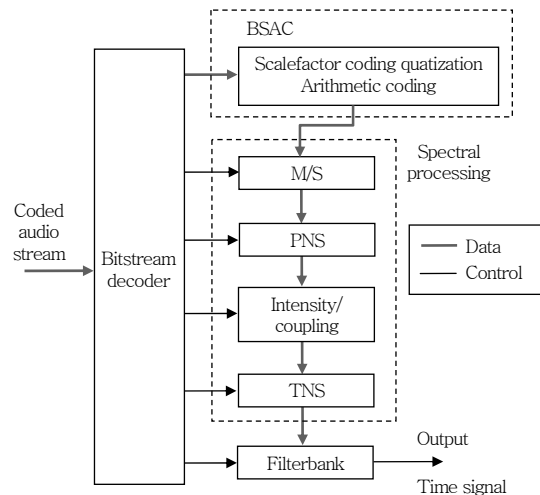 BSAC
Scalefactor coding quatization
Arithmetic coding
Spectral
processing
M/S
Coded
audio
stream
Bitstream
decoder
PNS
Data
Control
Intensity/
coupling
TNS
Output
Filterbank
Time signal